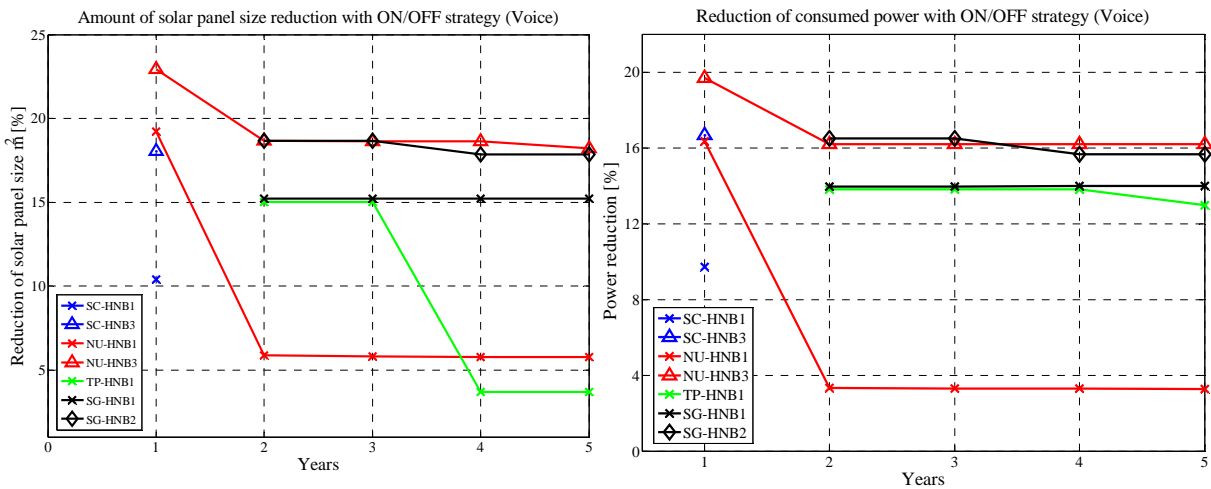 Amount of solar panel size reduction with ON/OFF strategy (Voice)
Reduction of solar panel size m² [%]
25
20
15
10
5
0
1
2
3
4
5
Years
SC-HNB1
SC-HNB3
NU-HNB1
NU-HNB3
TP-HNB1
SG-HNB1
SG-HNB2
Reduction of consumed power with ON/OFF strategy (Voice)
Power reduction [%]
20
16
12
8
4
0
1
2
3
4
5
Years
SC-HNB1
SC-HNB3
NU-HNB1
NU-HNB3
TP-HNB1
SG-HNB1
SG-HNB2